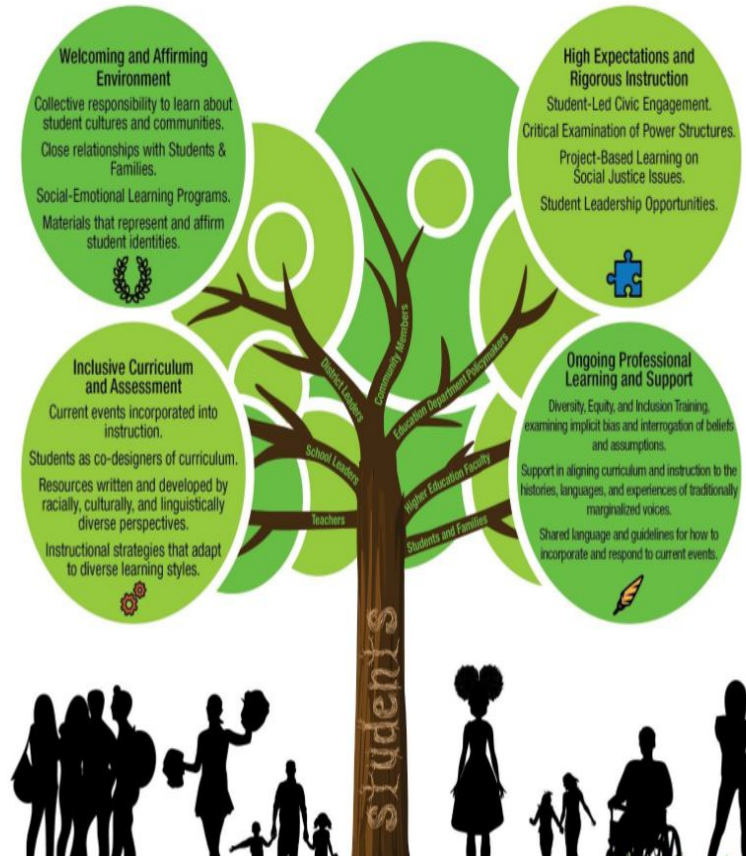 Welcoming and Affirming
Environment
Collective responsibility to learn about
student cultures and communities.
Close relationships with Students &
Families.
Social-Emotional Learning Programs.
Materials that represent and affirm
student identities.
High Expectations and
Rigorous Instruction
Student-Led Civic Engagement.
Critical Examination of Power Structures.
Project-Based Learning on
Social Justice Issues.
Student Leadership Opportunities.
Inclusive Curriculum
and Assessment
Current events incorporated into
instruction.
Students as co-designers of curriculum.
Resources written and developed by
racially, culturally, and linguistically
diverse perspectives.
Instructional strategies that adapt
to diverse learning styles.
Ongoing Professional
Learning and Support
Diversity, Equity, and Inclusion Training,
examining implicit bias and interrogation of beliefs
and assumptions.
Support in aligning curriculum and instruction to the
histories, languages, and experiences of traditionally
marginalized voices.
Shared language and guidelines for how to
incorporate and respond to current events.
District Leaders
Community Members
Education Department Policymakers
School Leaders
Higher Education Faculty
Teachers
Students and Families
students